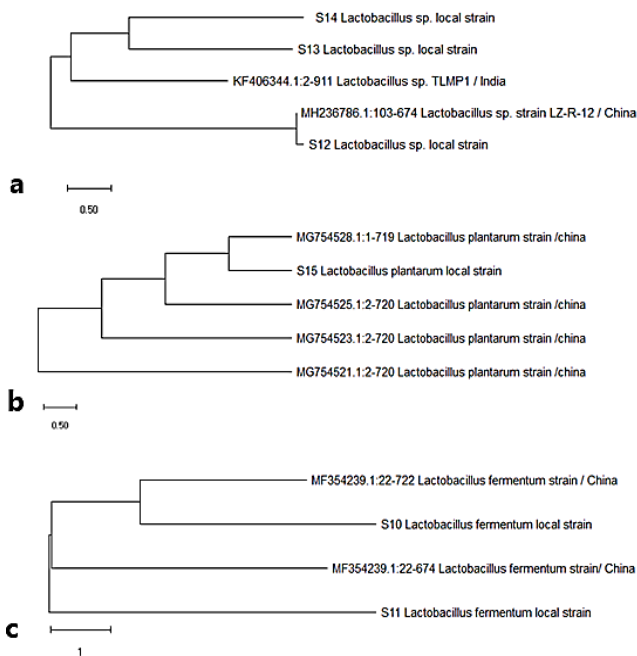 S14 Lactobacillus sp. local strain
S13 Lactobacillus sp. local strain
KF406344.1:2-911 Lactobacillus sp. TLMP1 / India
MH236786.1:103-674 Lactobacillus sp. strain LZ-R-12 / China
S12 Lactobacillus sp. local strain
a
0.50
MG754528.1:1-719 Lactobacillus plantarum strain /china
S15 Lactobacillus plantarum local strain
MG754525.1:2-720 Lactobacillus plantarum strain /china
MG754523.1:2-720 Lactobacillus plantarum strain /china
MG754521.1:2-720 Lactobacillus plantarum strain /china
b
0.50
MF354239.1:22-722 Lactobacillus fermentum strain / China
S10 Lactobacillus fermentum local strain
MF354239.1:22-674 Lactobacillus fermentum strain/ China
S11 Lactobacillus fermentum local strain
c
1